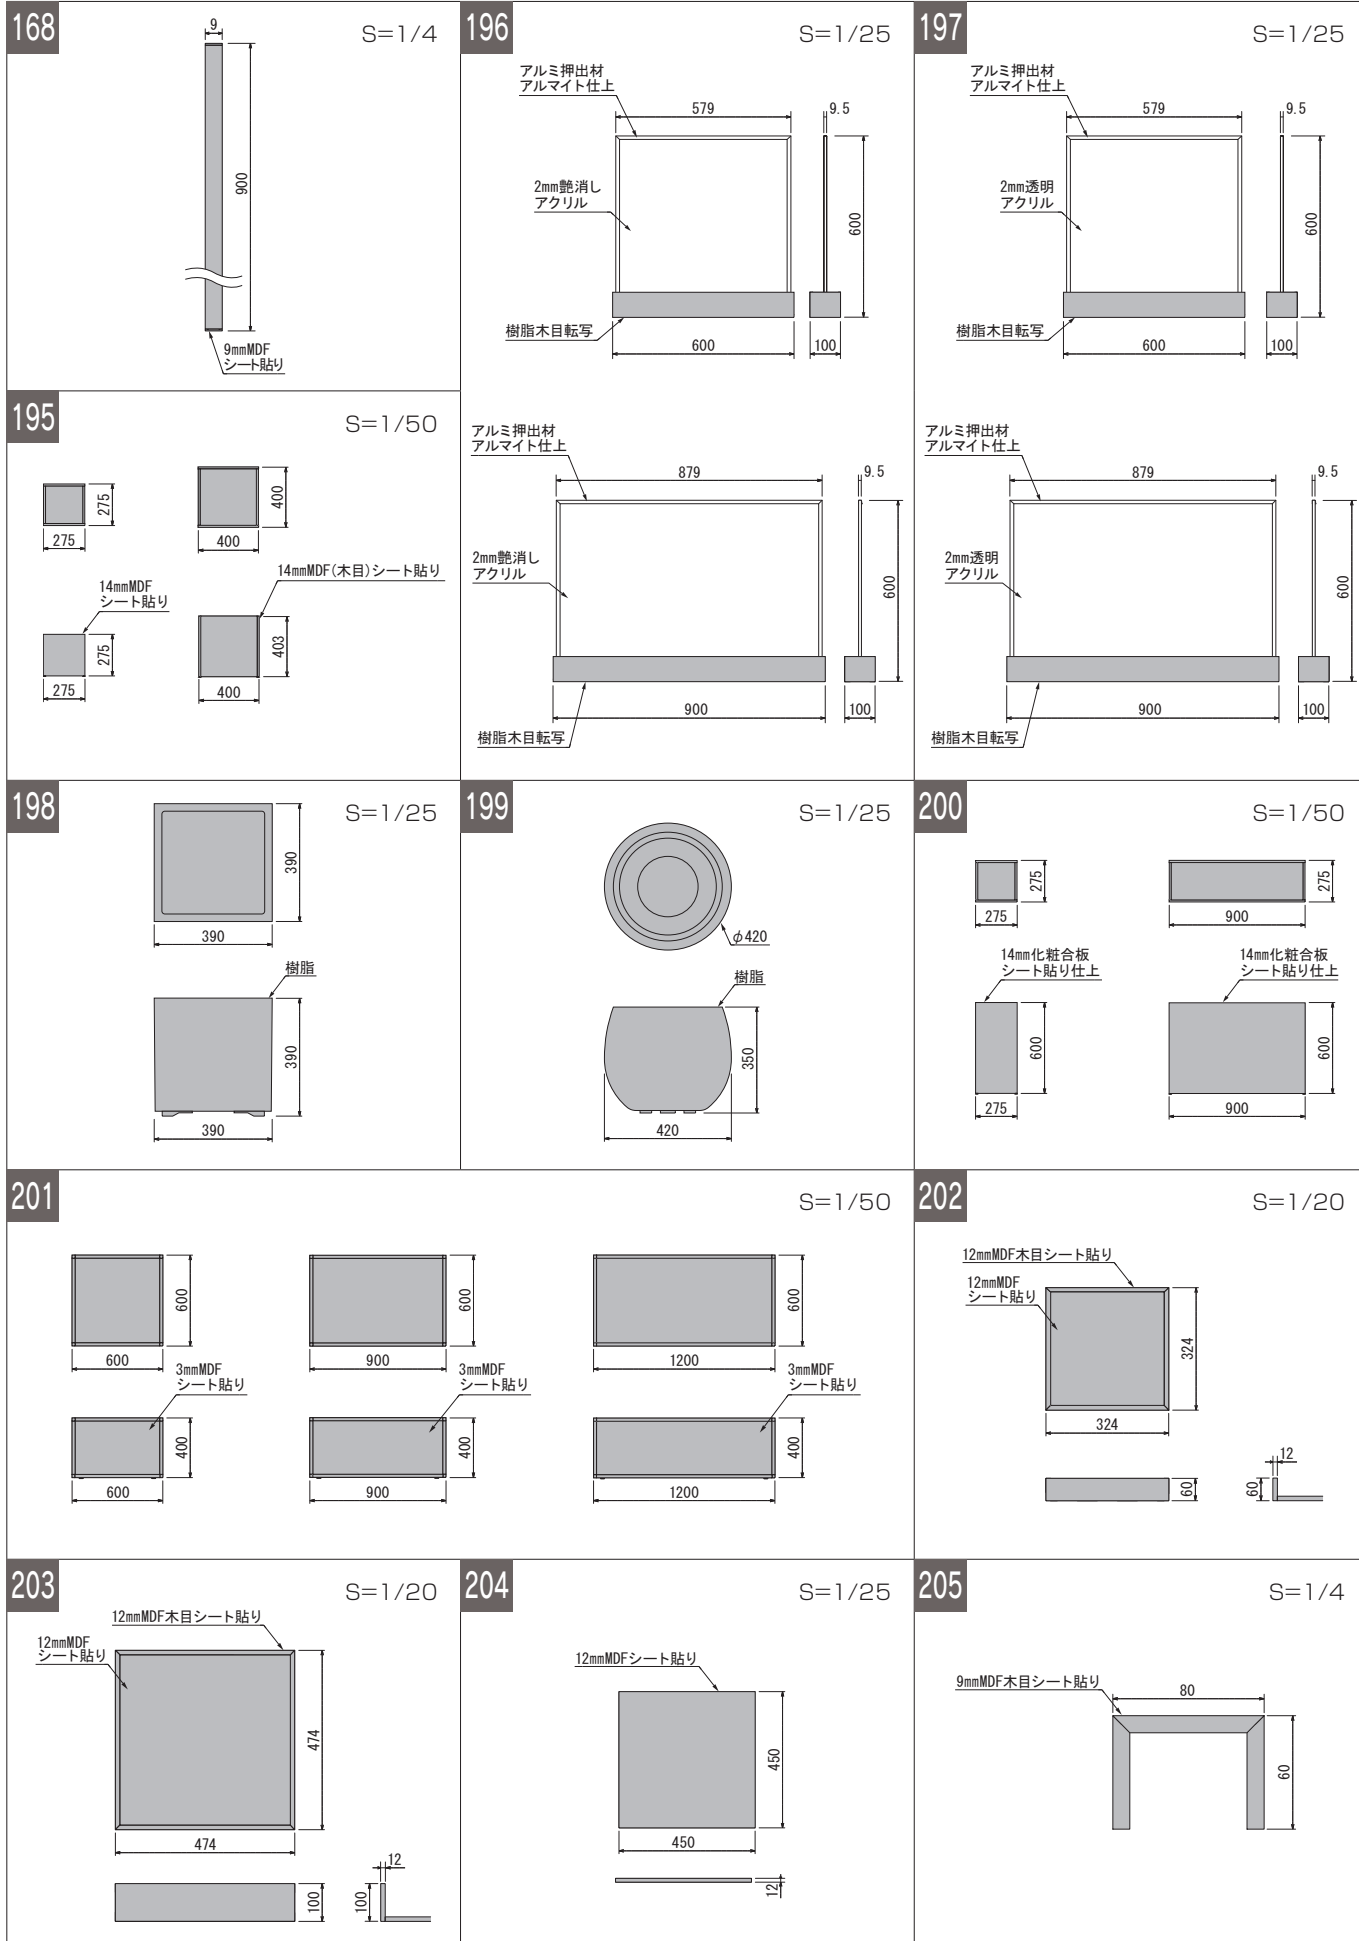 168
S=1/4
9
900
9mmMDF
シート貼り
196
S=1/25
アルミ押出材
アルマイト仕上
579
9.5
2mm艶消し
アクリル
600
樹脂木目転写
600
100
アルミ押出材
アルマイト仕上
879
9.5
2mm艶消し
アクリル
600
900
100
樹脂木目転写
197
S=1/25
アルミ押出材
アルマイト仕上
579
9.5
2mm透明
アクリル
600
樹脂木目転写
600
100
アルミ押出材
アルマイト仕上
879
9.5
2mm透明
アクリル
600
900
100
樹脂木目転写
195
S=1/50
275
275
400
400
14mmMDF
シート貼り
275
275
14mmMDF(木目)シート貼り
403
400
198
S=1/25
390
390
樹脂
390
390
199
S=1/25
φ420
樹脂
350
420
200
S=1/50
275
275
275
900
14mm化粧合板
シート貼り仕上
600
275
14mm化粧合板
シート貼り仕上
600
900
201
S=1/50
600
600
600
900
600
1200
3mmMDF
シート貼り
400
600
3mmMDF
シート貼り
400
900
3mmMDF
シート貼り
400
1200
202
S=1/20
12mmMDF木目シート貼り
12mmMDF
シート貼り
324
324
60
12
60
203
S=1/20
12mmMDF木目シート貼り
12mmMDF
シート貼り
474
474
100
12
100
204
S=1/25
12mmMDFシート貼り
450
450
12
205
S=1/4
9mmMDF木目シート貼り
80
60